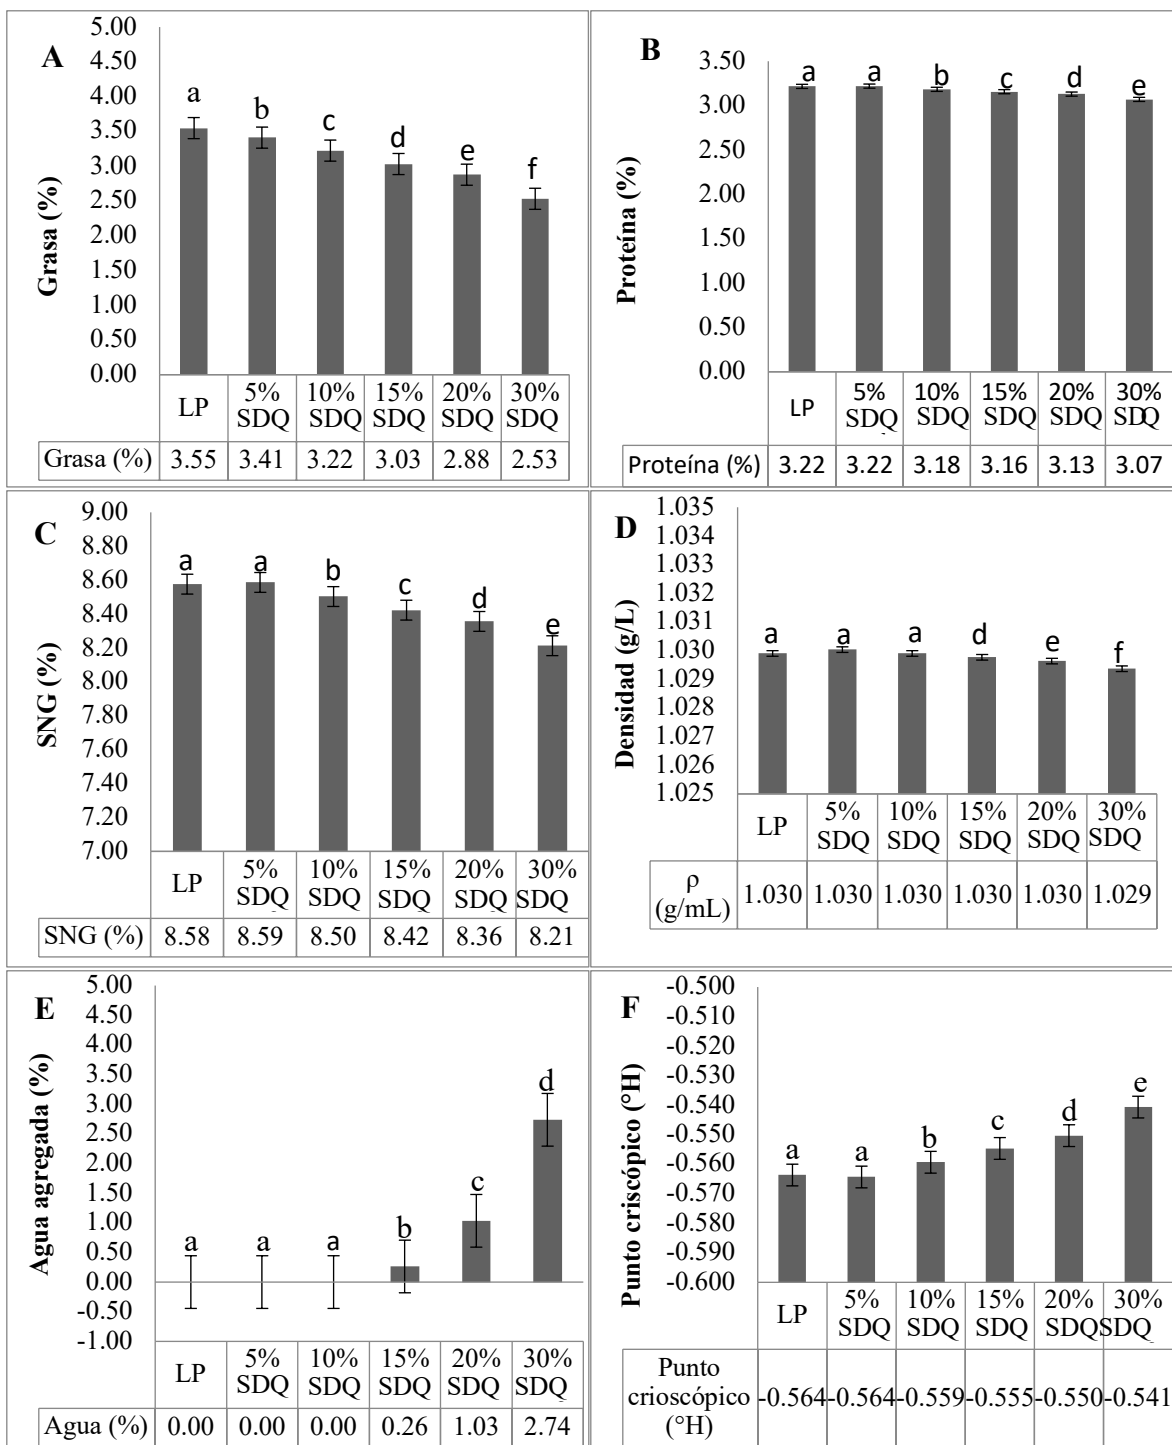 A
Grasa (%)
5.00
4.50
4.00
3.50
3.00
2.50
2.00
1.50
1.00
0.50
0.00
a b c d e f
LP 5% SDQ 10% SDQ 15% SDQ 20% SDQ 30% SDQ
Grasa (%) 3.55 3.41 3.22 3.03 2.88 2.53
B
Proteína (%)
3.50
3.00
2.50
2.00
1.50
1.00
0.50
0.00
a a b c d e
LP 5% SDQ 10% SDQ 15% SDQ 20% SDQ 30% SDQ
Proteína (%) 3.22 3.22 3.18 3.16 3.13 3.07
C
SNG (%)
9.00
8.80
8.60
8.40
8.20
8.00
7.80
7.60
7.40
7.20
7.00
a a b c d e
LP 5% SDQ 10% SDQ 15% SDQ 20% SDQ 30% SDQ
SNG (%) 8.58 8.59 8.50 8.42 8.36 8.21
D
Densidad (g/L)
1.035
1.034
1.033
1.032
1.031
1.030
1.029
1.028
1.027
1.026
1.025
a a a d e f
LP 5% SDQ 10% SDQ 15% SDQ 20% SDQ 30% SDQ
ρ (g/mL) 1.030 1.030 1.030 1.030 1.030 1.029
E
Agua agregada (%)
5.00
4.50
4.00
3.50
3.00
2.50
2.00
1.50
1.00
0.50
0.00
-0.50
-1.00
a a a b c d
LP 5% SDQ 10% SDQ 15% SDQ 20% SDQ 30% SDQ
Agua (%) 0.00 0.00 0.00 0.26 1.03 2.74
F
Punto criscópico (°H)
-0.500
-0.510
-0.520
-0.530
-0.540
-0.550
-0.560
-0.570
-0.580
-0.590
-0.600
a a b c d e
LP 5% SDQ 10% SDQ 15% SDQ 20% SDQ 30% SDQ
Punto crioscópico (°H) -0.564 -0.564 -0.559 -0.555 -0.550 -0.541